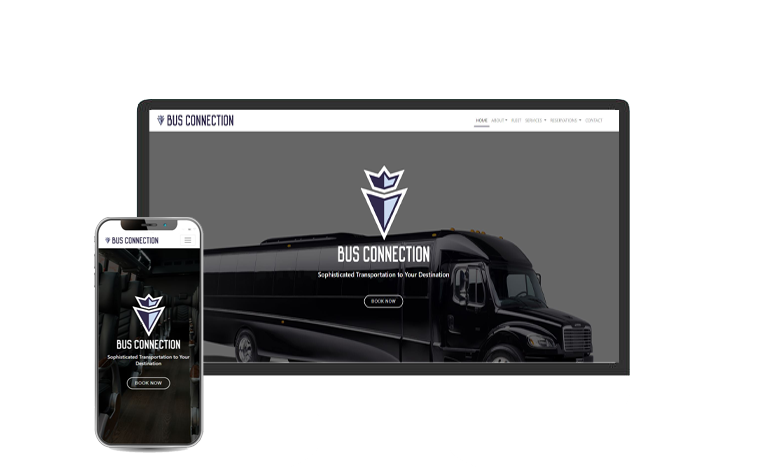 BUS CONNECTION
HOME ABOUT FLEET SERVICES RESERVATIONS CONTACT
BUS CONNECTION
Sophisticated Transportation to Your Destination
BOOK NOW
BUS CONNECTION
BUS CONNECTION
Sophisticated Transportation to Your
Destination
BOOK NOW